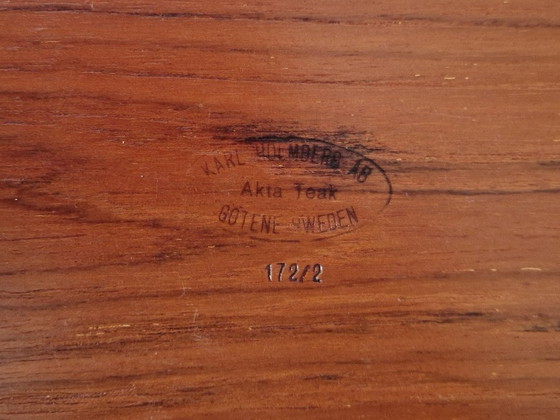 KARL HOLMBERG AB
Äkta Teak
GÖTENE SWEDEN
172/2